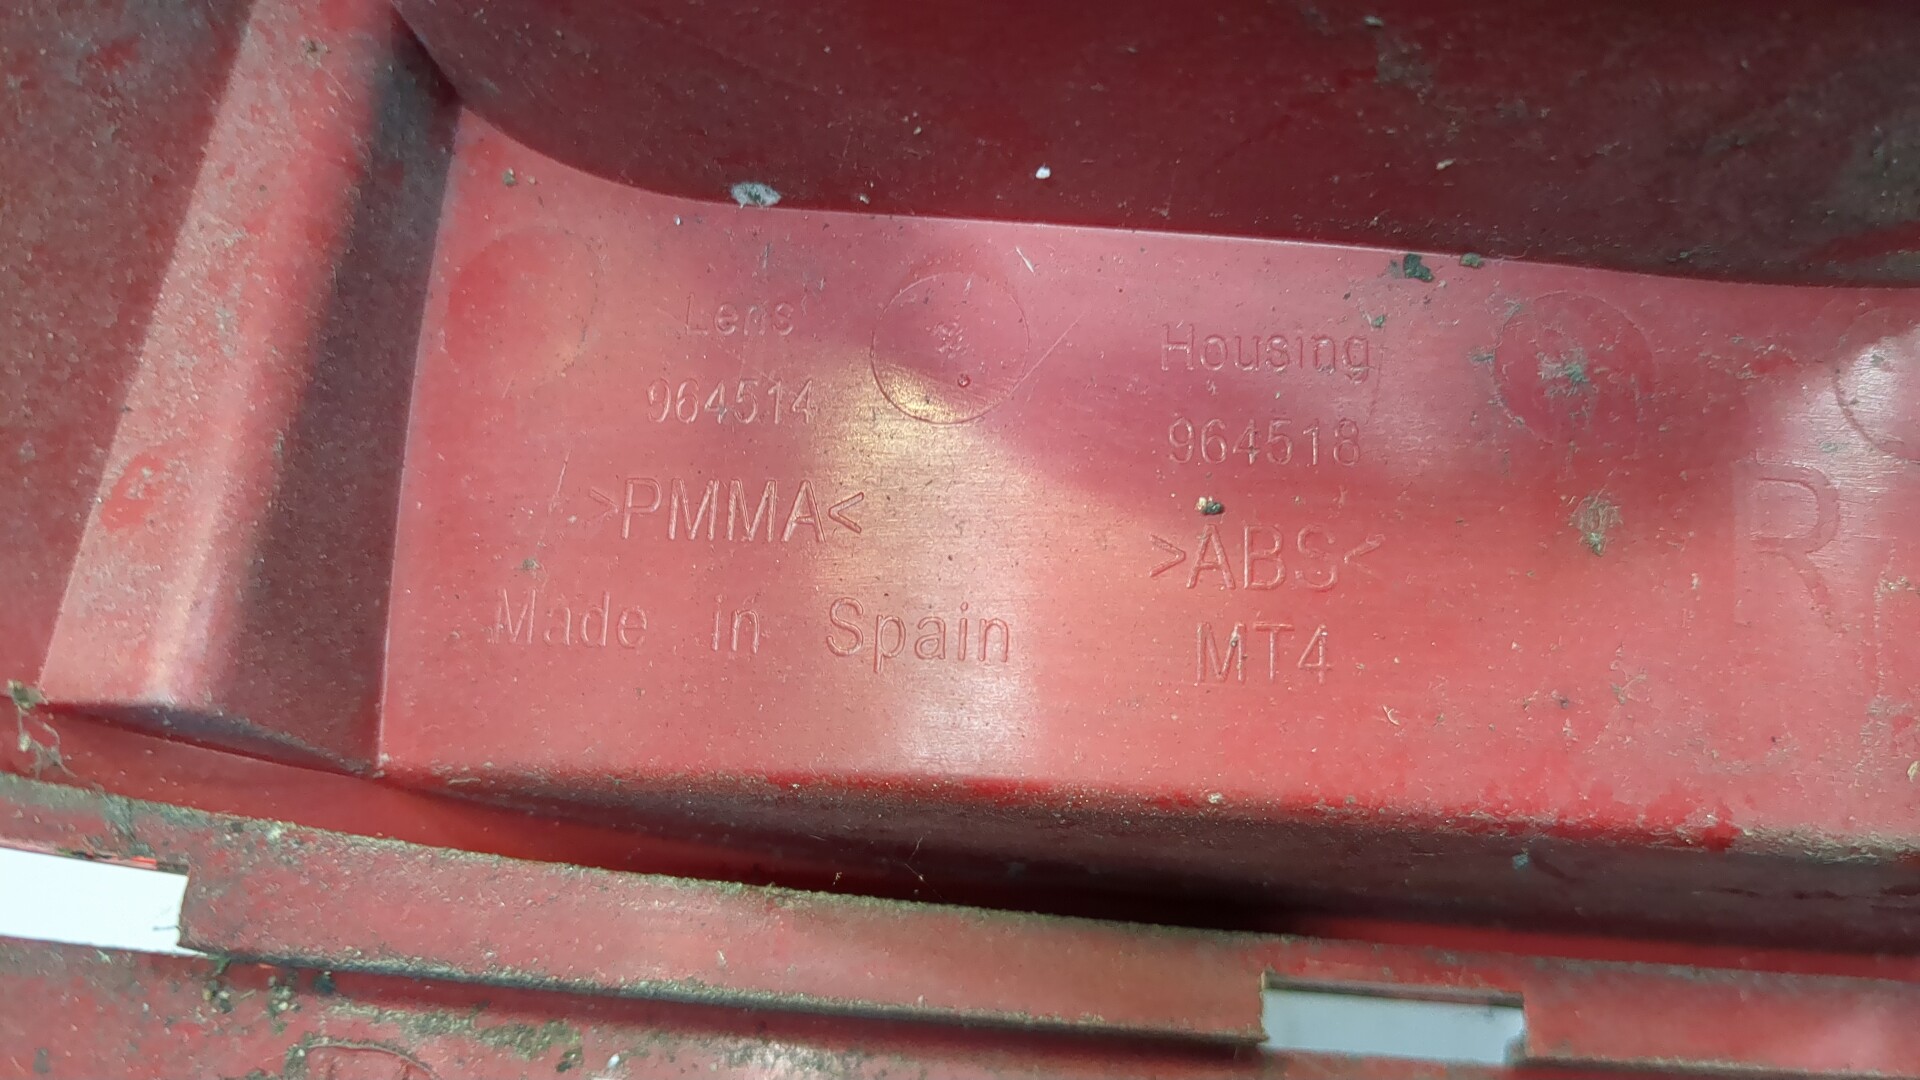 Lens
964514
>PMMA<
Made in Spain
Housing
964518
>ABS<
MT4
R